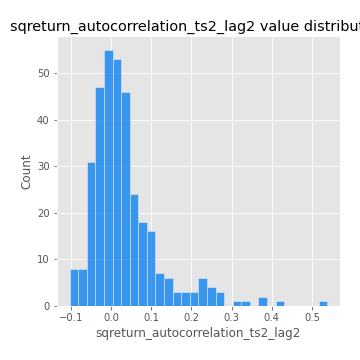 sqreturn_autocorrelation_ts2_lag2 value distribut
50
40
30
20
10
0
Count
−0.1 0.0 0.1 0.2 0.3 0.4 0.5
sqreturn_autocorrelation_ts2_lag2